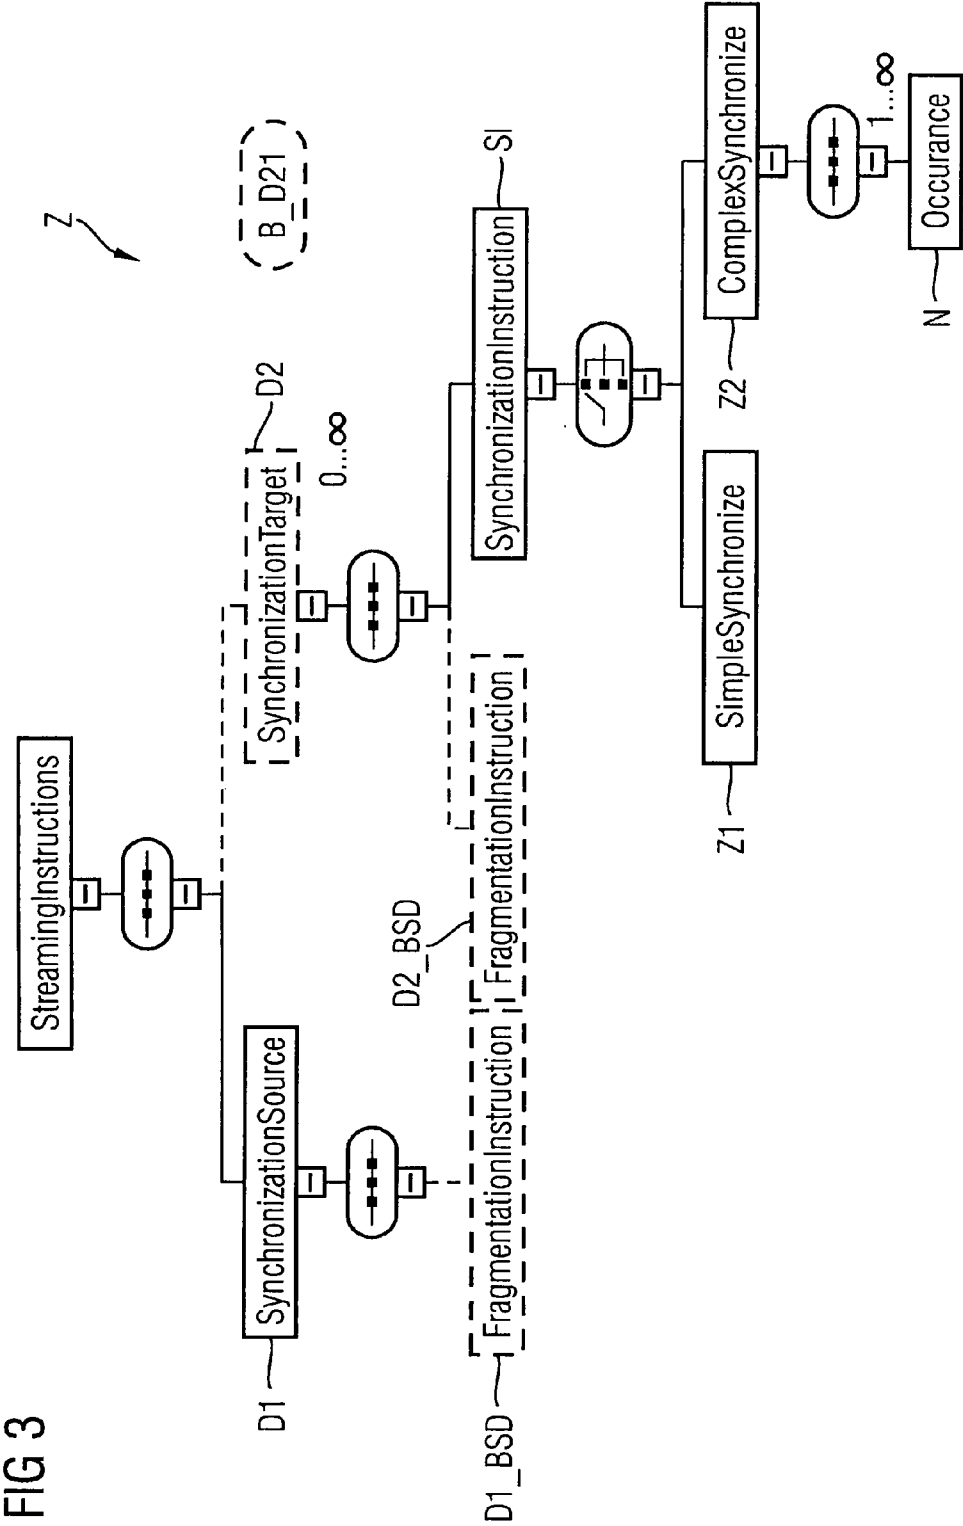 FIG 3
Z
StreamingInstructions
D1
SynchronizationSource
SynchronizationTarget
D2
0...∞
B_D21
D1_BSD
FragmentationInstruction
D2_BSD
FragmentationInstruction
SynchronizationInstruction
SI
Z1
SimpleSynchronize
Z2
ComplexSynchronize
1...∞
N
Occurance